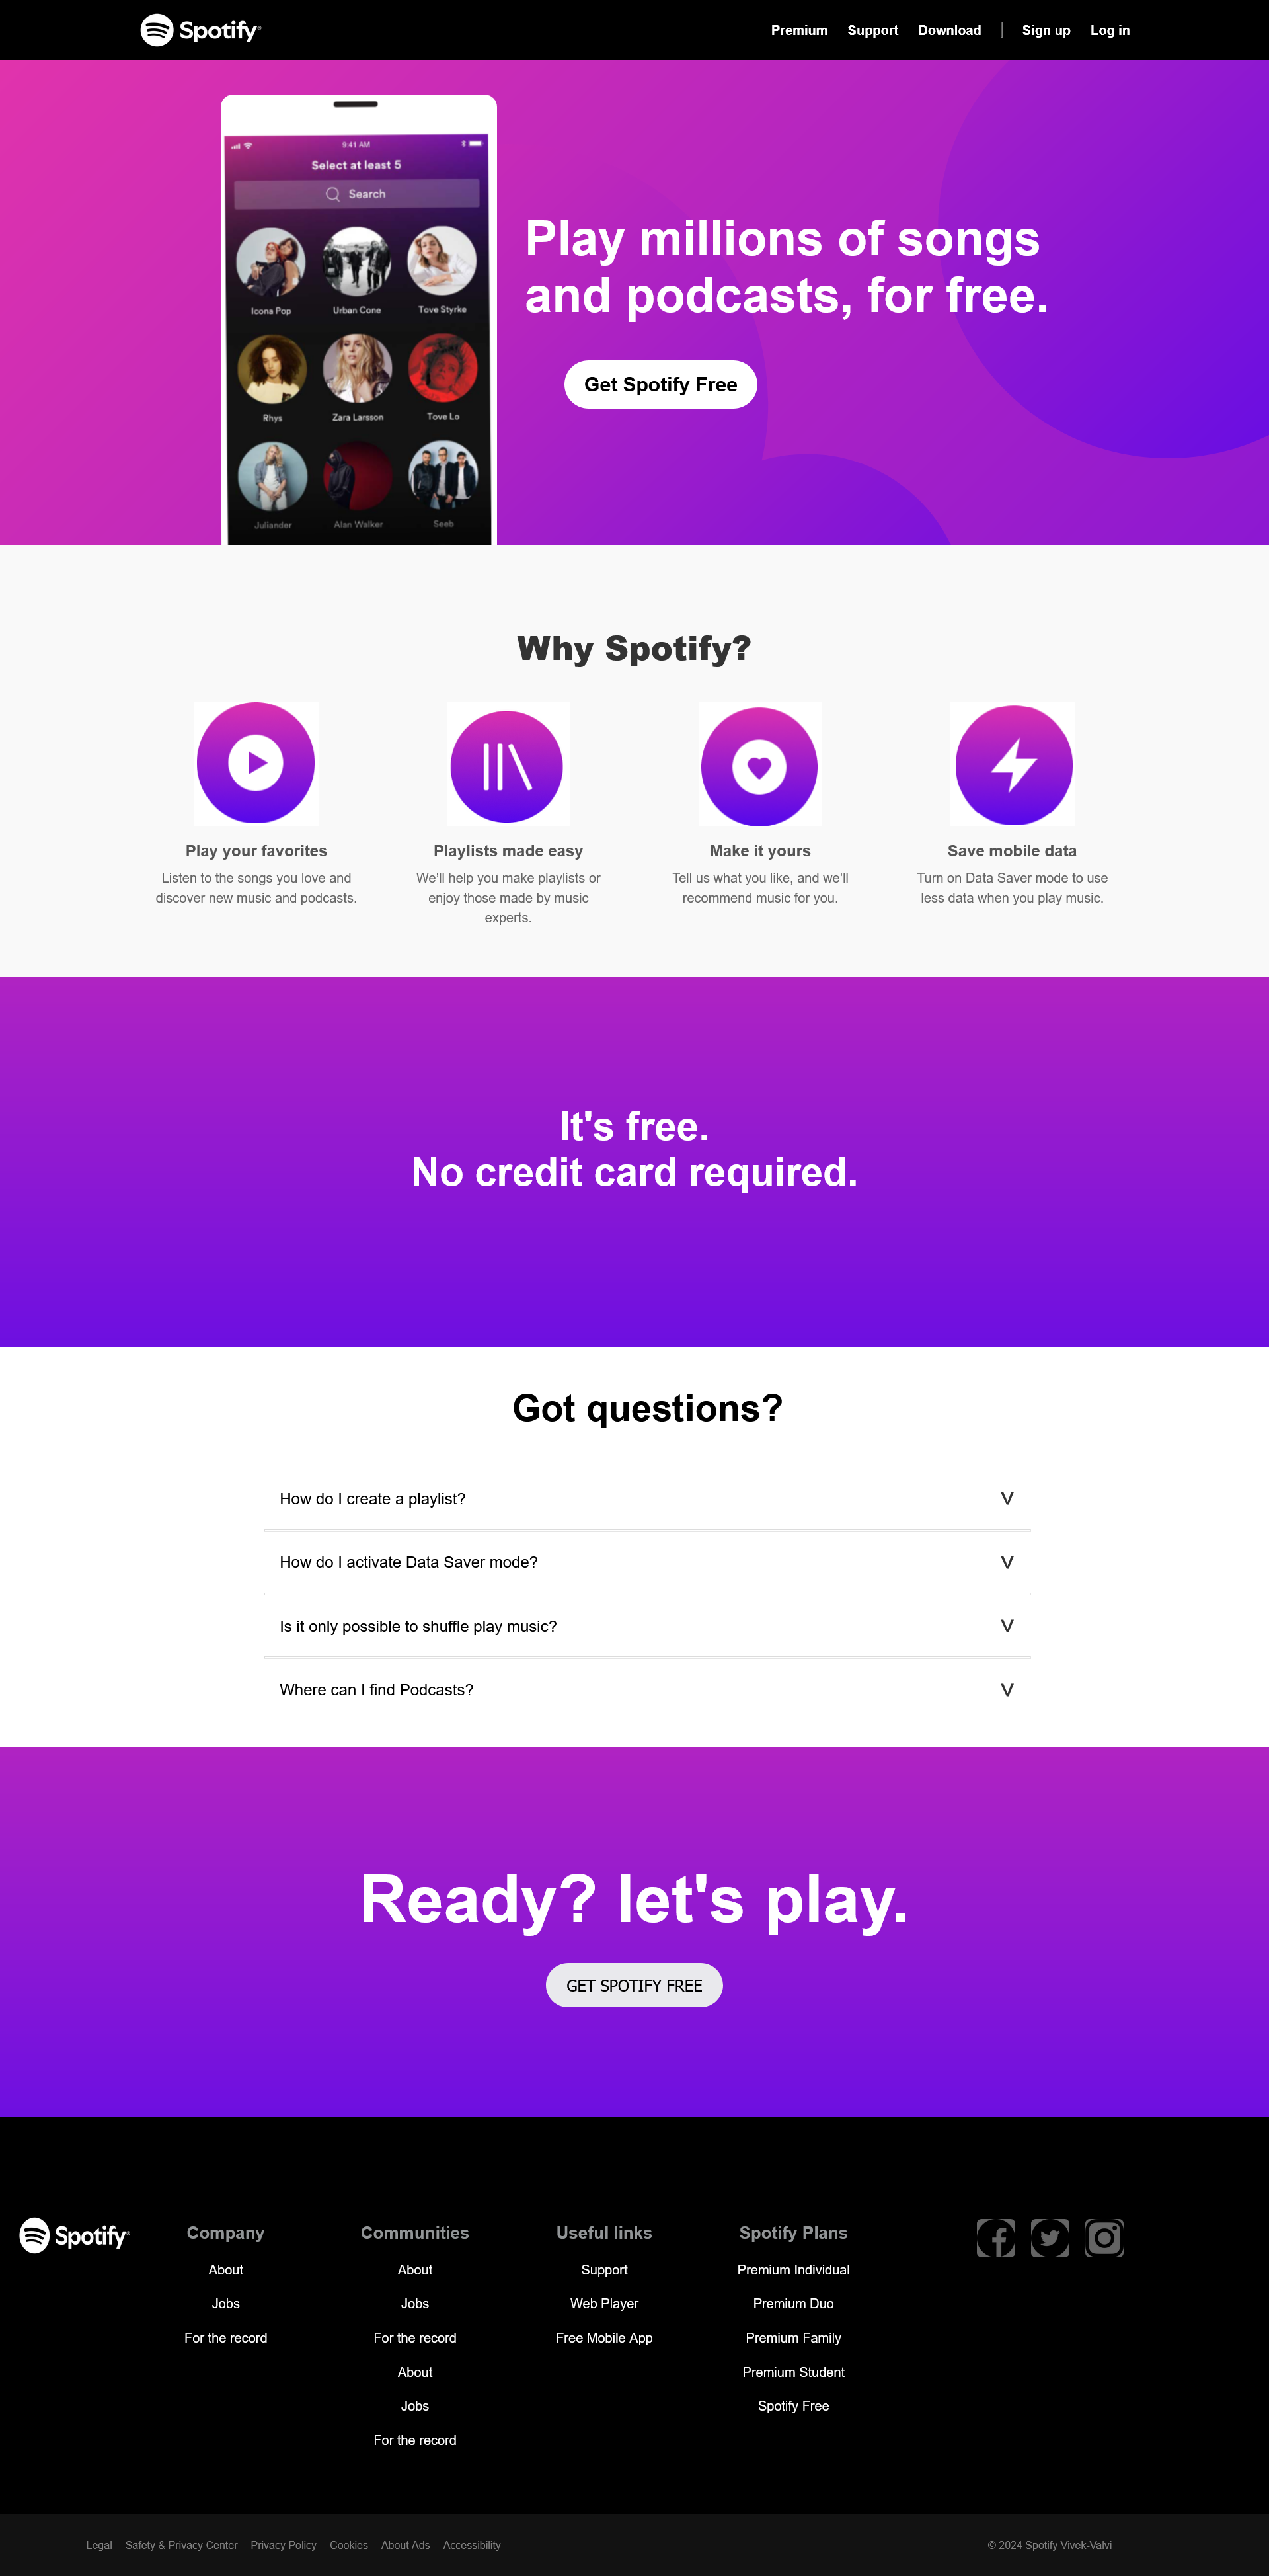 Spotify®
Premium Support Download | Sign up Log in
9:41 AM
Select at least 5
Search
Icona Pop Urban Cone Tove Styrke
Rhys Zara Larsson Tove Lo
Juliander Alan Walker Seeb
Play millions of songs
and podcasts, for free.
Get Spotify Free
Why Spotify?
Play your favorites
Listen to the songs you love and
discover new music and podcasts.
Playlists made easy
We'll help you make playlists or
enjoy those made by music
experts.
Make it yours
Tell us what you like, and we'll
recommend music for you.
Save mobile data
Turn on Data Saver mode to use
less data when you play music.
It's free.
No credit card required.
Got questions?
How do I create a playlist? V
How do I activate Data Saver mode? V
Is it only possible to shuffle play music? V
Where can I find Podcasts? V
Ready? let's play.
GET SPOTIFY FREE
Spotify®
Company
About
Jobs
For the record
Communities
About
Jobs
For the record
About
Jobs
For the record
Useful links
Support
Web Player
Free Mobile App
Spotify Plans
Premium Individual
Premium Duo
Premium Family
Premium Student
Spotify Free
Legal Safety & Privacy Center Privacy Policy Cookies About Ads Accessibility
© 2024 Spotify Vivek-Valvi